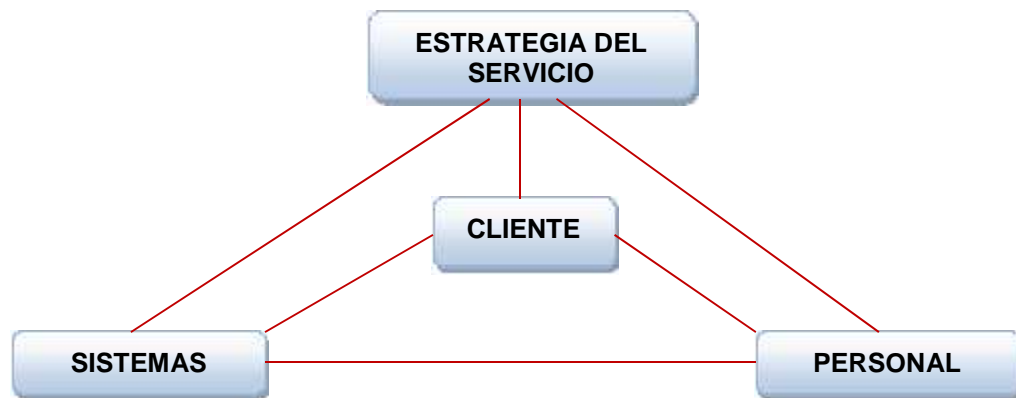 ESTRATEGIA DEL
SERVICIO
CLIENTE
SISTEMAS
PERSONAL